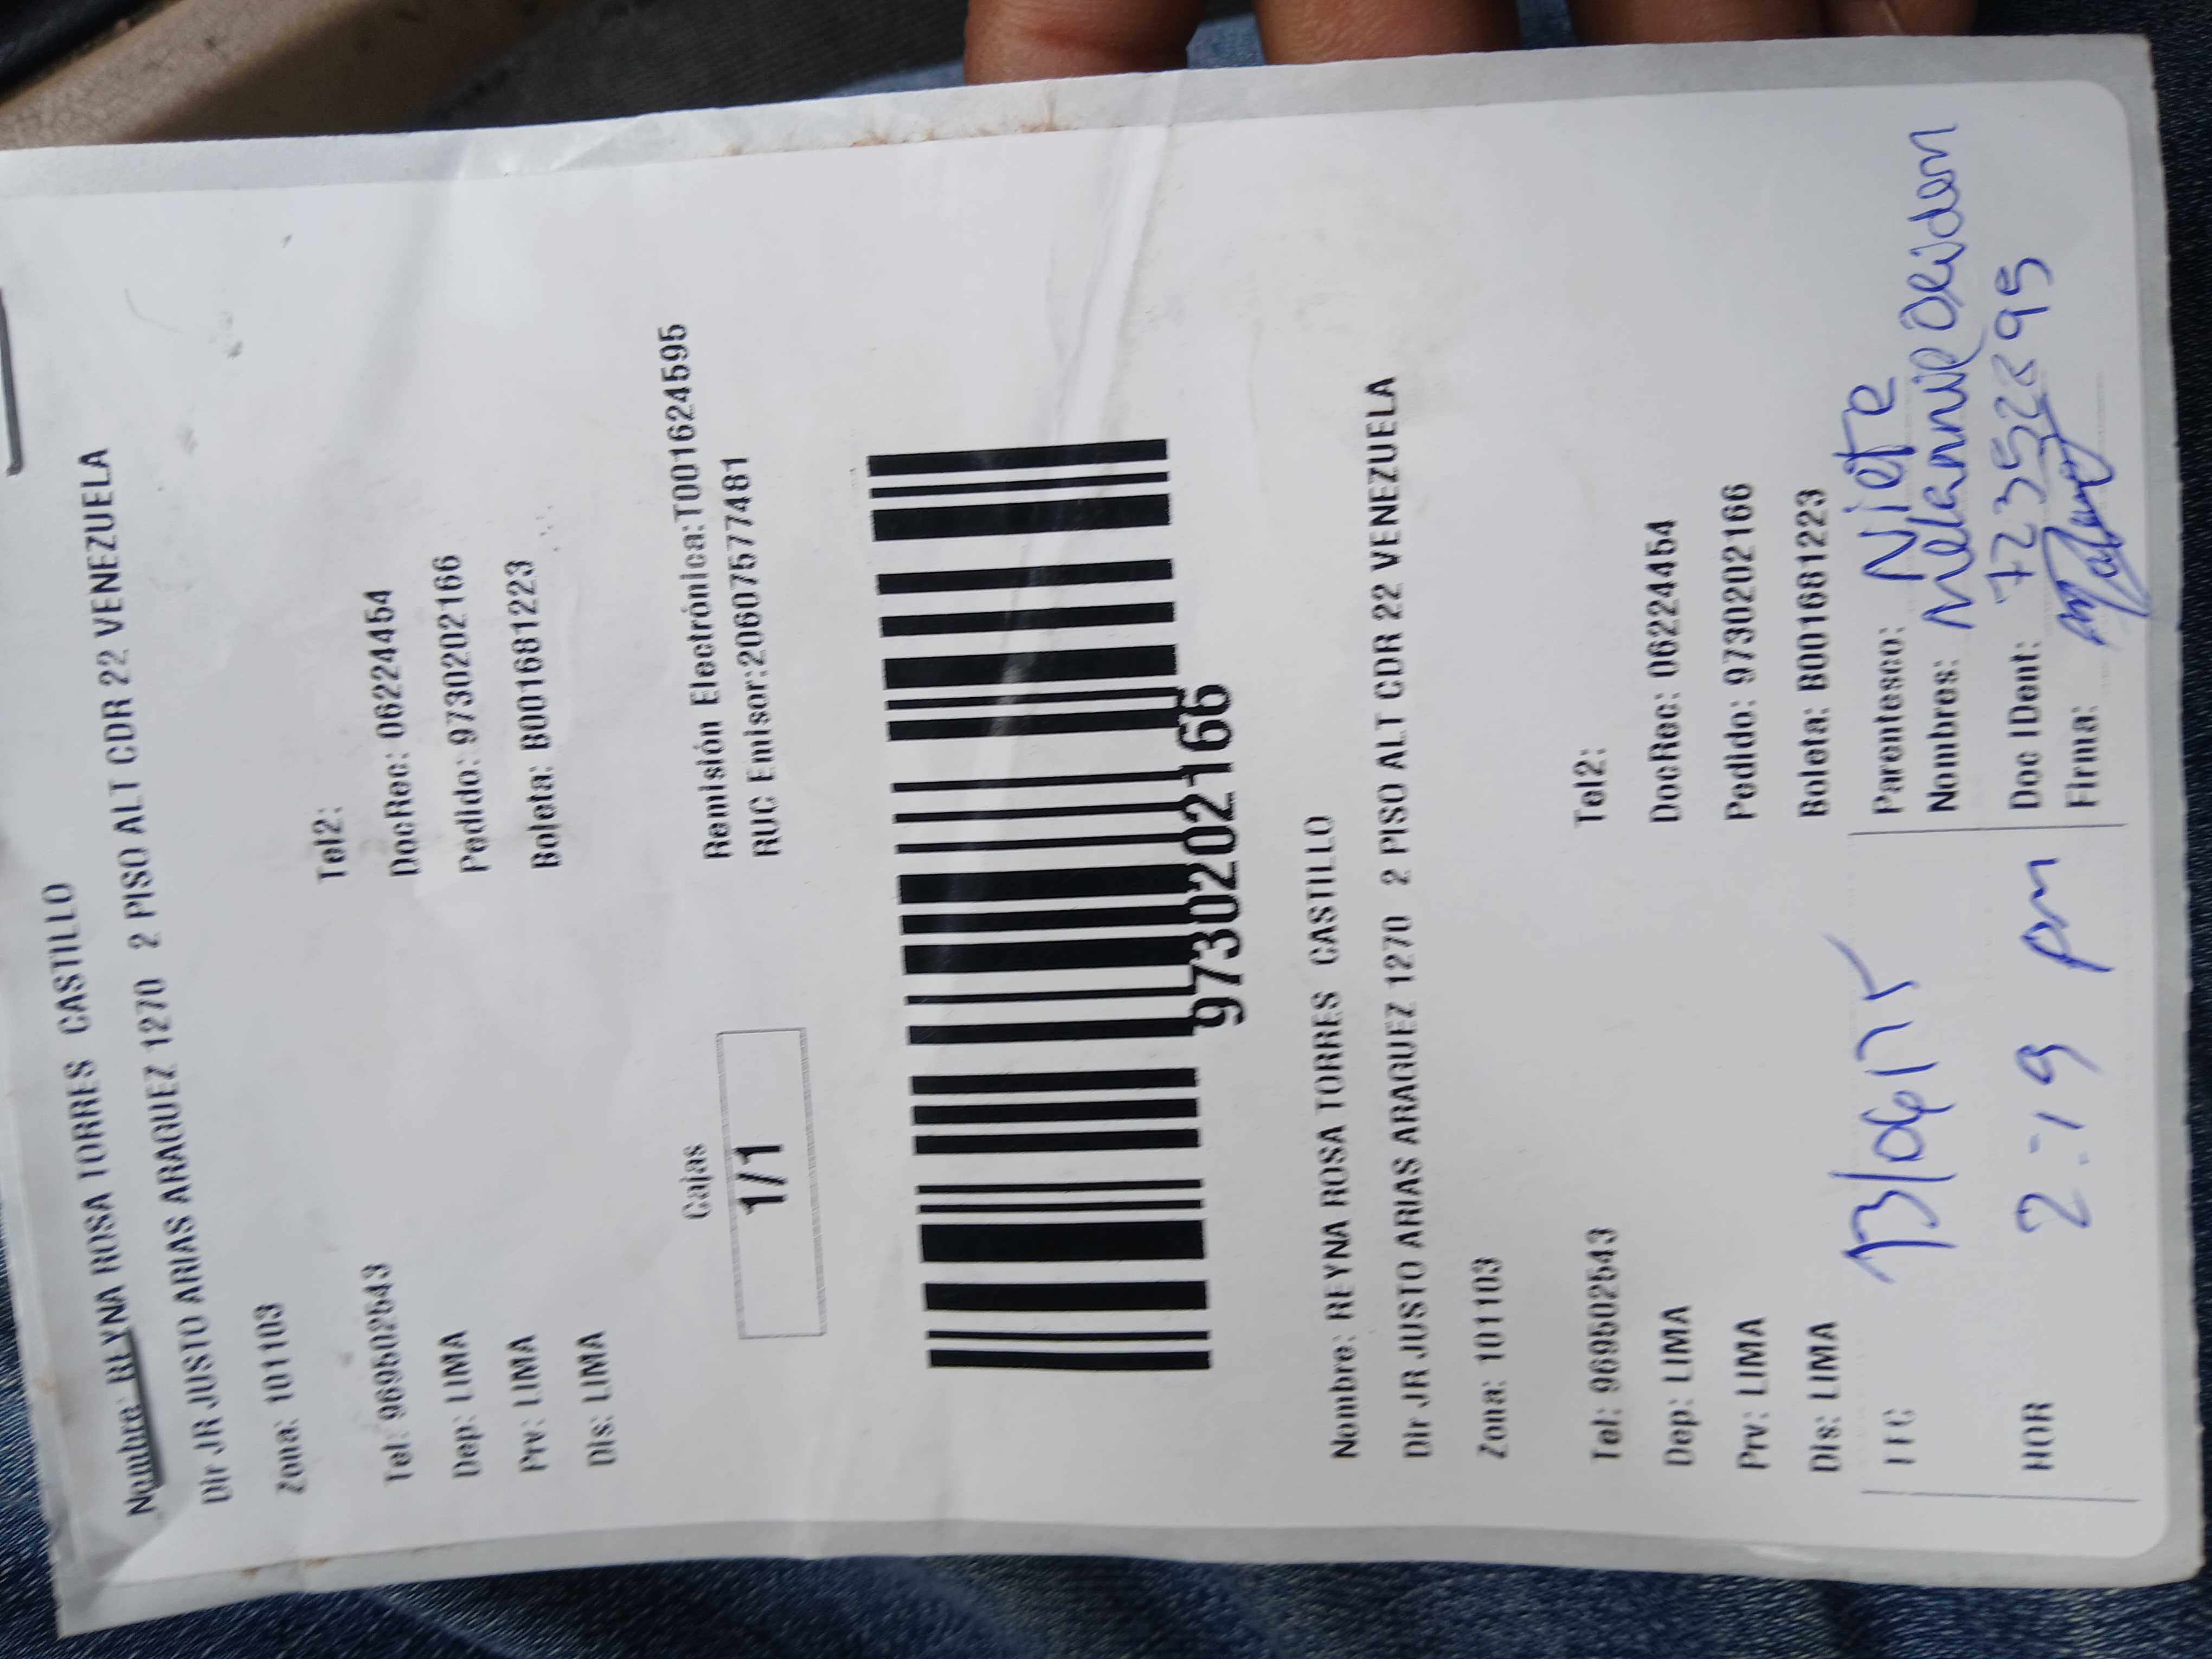 Nombre: REYNA ROSA TORRES CASTILLO
Dir JR JUSTO ARIAS ARAGUEZ 1270 2 PISO ALT CDR 22 VENEZUELA
Zona: 101103
Tel: 969502543 Tel2:
Dep: LIMA DocRec: 06224454
Prv: LIMA Pedido: 9730202166
Dis: LIMA Boleta: B001681223
Cajas
1/1
Remisión Electrónica:T001624595
RUC Emisor:20607577481
9730202166
Nombre: REYNA ROSA TORRES CASTILLO
Dir JR JUSTO ARIAS ARAGUEZ 1270 2 PISO ALT CDR 22 VENEZUELA
Zona: 101103
Tel: 969502543 Tel2:
Dep: LIMA DocRec: 06224454
Prv: LIMA Pedido: 9730202166
Dis: LIMA Boleta: B001681223
Parentesco: Nieta
Nombres: Melannie
HOR 2:19 pm Doc IDent:
Firma: